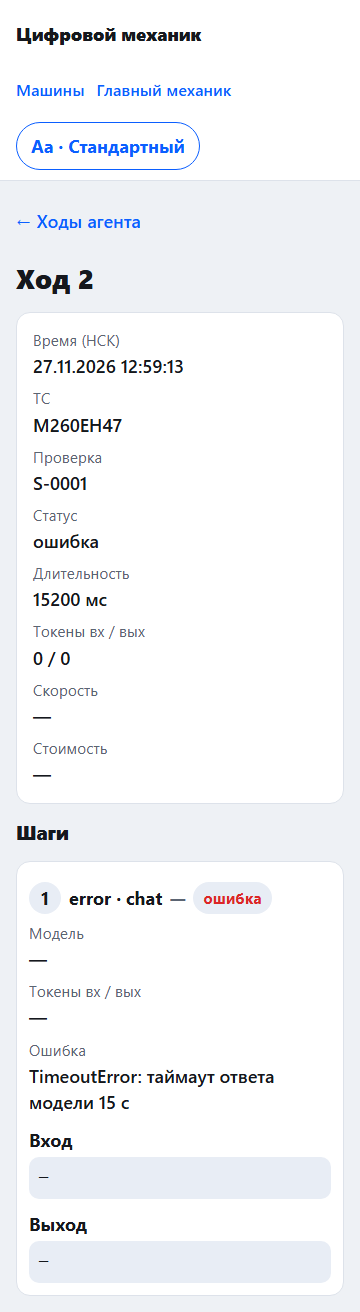 Цифровой механик
Машины Главный механик
Aa · Стандартный
← Ходы агента
Ход 2
Время (НСК)
27.11.2026 12:59:13
ТС
М260ЕН47
Проверка
S-0001
Статус
ошибка
Длительность
15200 мс
Токены вх / вых
0 / 0
Скорость
—
Стоимость
—
Шаги
1 error · chat — ошибка
Модель
—
Токены вх / вых
—
Ошибка
TimeoutError: таймаут ответа
модели 15 с
Вход
—
Выход
—